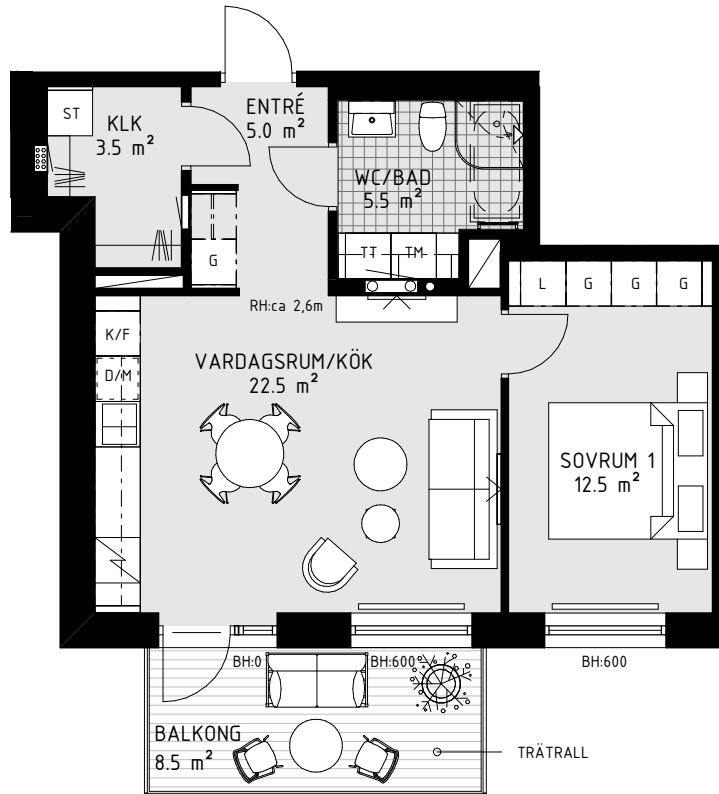 ST
KLK
3.5 m²
ENTRÉ
5.0 m²
WC/BAD
5.5 m²
TT
TM
G
L
G
G
G
RH:ca 2,6m
K/F
D/M
VARDAGSRUM/KÖK
22.5 m²
SOVRUM 1
12.5 m²
BH:0
BH:600
BH:600
BALKONG
8.5 m²
TRÄTRALL